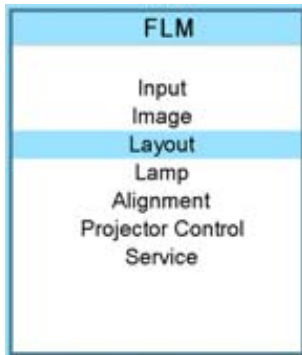 FLM
Input
Image
Layout
Lamp
Alignment
Projector Control
Service